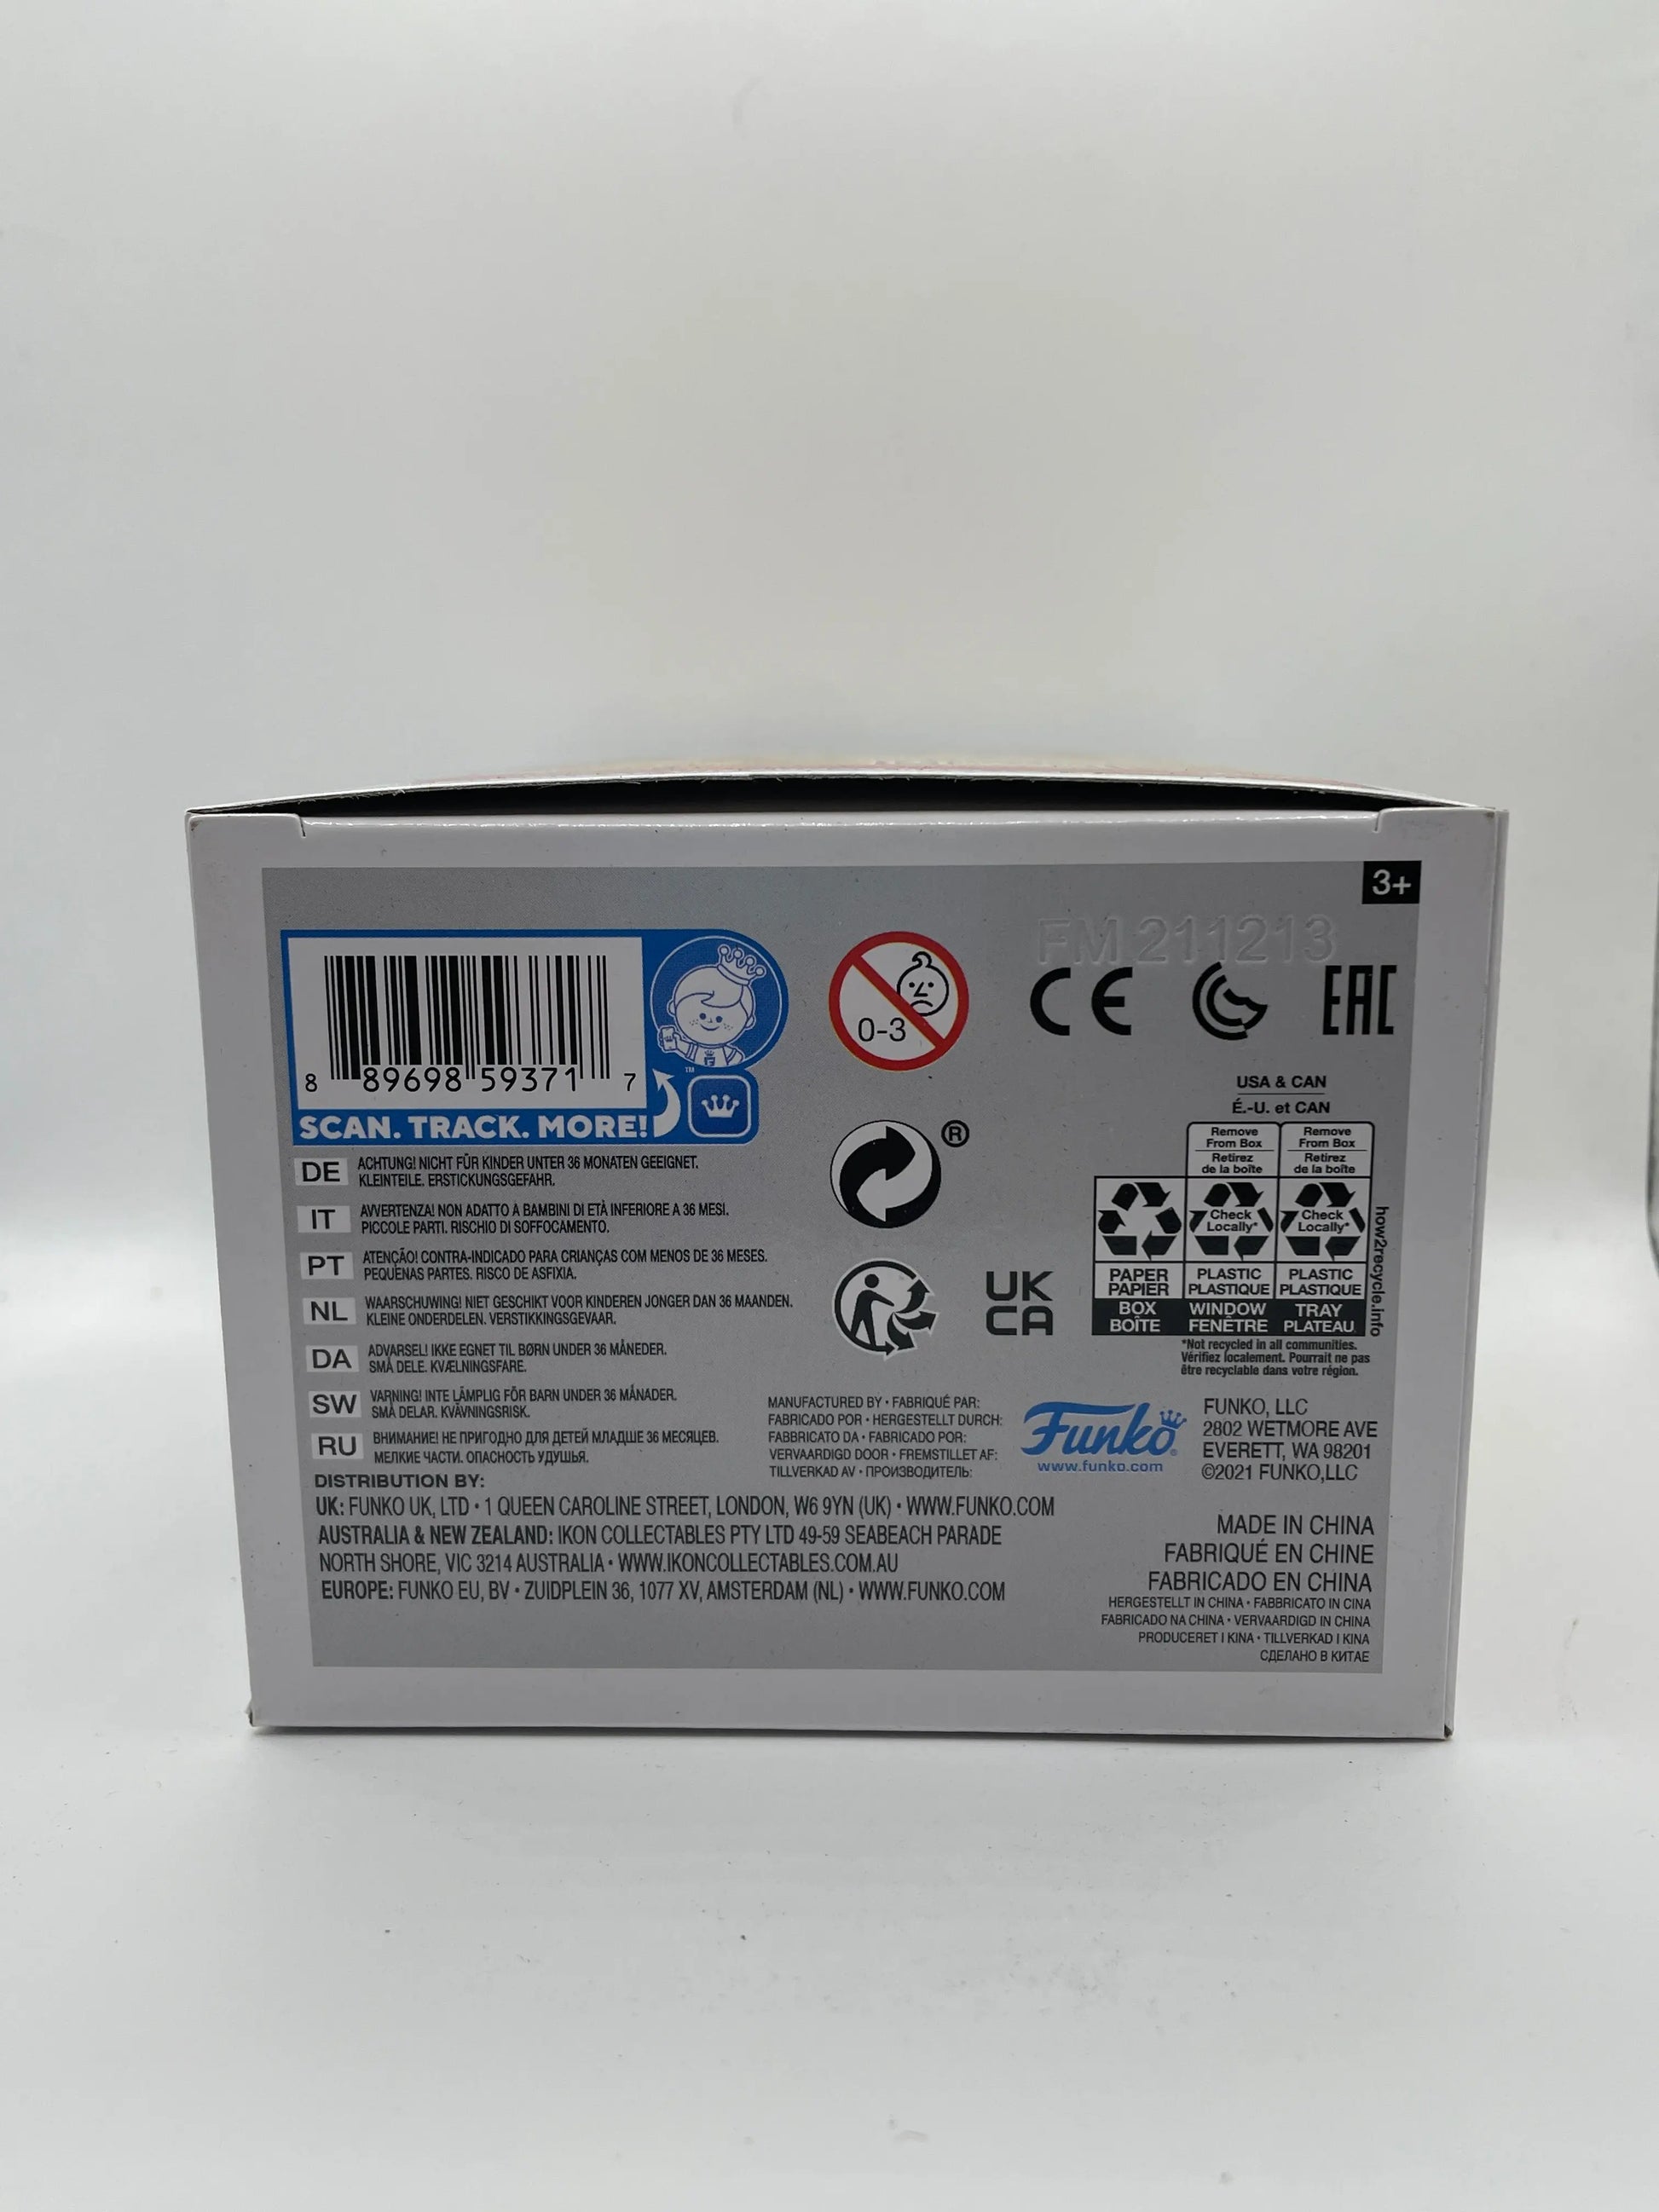 3+
FM.211213
8 89698 59371 7
SCAN. TRACK. MORE!
™
0-3
CE
EAC
USA & CAN
É.-U. et CAN
®
Remove
From Box
Retirez
de la boîte
Remove
From Box
Retirez
de la boîte
Check
Locally*
Check
Locally*
PAPER
PAPIER
BOX
BOÎTE
PLASTIC
PLASTIQUE
WINDOW
FENÊTRE
PLASTIC
PLASTIQUE
TRAY
PLATEAU
how2recycle.info
*Not recycled in all communities.
Vérifiez localement. Pourrait ne pas
être recyclable dans votre région.
UK
CA
DE ACHTUNG! NICHT FÜR KINDER UNTER 36 MONATEN GEEIGNET.
KLEINTEILE. ERSTICKUNGSGEFAHR.
IT AVVERTENZA! NON ADATTO À BAMBINI DI ETÀ INFERIORE A 36 MESI.
PICCOLE PARTI. RISCHIO DI SOFFOCAMENTO.
PT ATENÇÃO! CONTRA-INDICADO PARA CRIANÇAS COM MENOS DE 36 MESES.
PEQUENAS PARTES. RISCO DE ASFIXIA.
NL WAARSCHUWING! NIET GESCHIKT VOOR KINDEREN JONGER DAN 36 MAANDEN.
KLEINE ONDERDELEN. VERSTIKKINGSGEVAAR.
DA ADVARSEL! IKKE EGNET TIL BØRN UNDER 36 MÅNEDER.
SMÅ DELE. KVÆLNINGSFARE.
SW VARNING! INTE LÄMPLIG FÖR BARN UNDER 36 MÅNADER.
SMÅ DELAR. KVÄVNINGSRISK.
RU ВНИМАНИЕ! НЕ ПРИГОДНО ДЛЯ ДЕТЕЙ МЛАДШЕ 36 МЕСЯЦЕВ.
МЕЛКИЕ ЧАСТИ. ОПАСНОСТЬ УДУШЬЯ.
MANUFACTURED BY • FABRIQUÉ PAR:
FABRICADO POR • HERGESTELLT DURCH:
FABBRICATO DA • FABRICADO POR:
VERVAARDIGD DOOR • FREMSTILLET AF:
TILLVERKAD AV • ПРОИЗВОДИТЕЛЬ:
Funko®
www.funko.com
FUNKO, LLC
2802 WETMORE AVE
EVERETT, WA 98201
©2021 FUNKO,LLC
DISTRIBUTION BY:
UK: FUNKO UK, LTD • 1 QUEEN CAROLINE STREET, LONDON, W6 9YN (UK) • WWW.FUNKO.COM
AUSTRALIA & NEW ZEALAND: IKON COLLECTABLES PTY LTD 49-59 SEABEACH PARADE
NORTH SHORE, VIC 3214 AUSTRALIA • WWW.IKONCOLLECTABLES.COM.AU
EUROPE: FUNKO EU, BV • ZUIDPLEIN 36, 1077 XV, AMSTERDAM (NL) • WWW.FUNKO.COM
MADE IN CHINA
FABRIQUÉ EN CHINE
FABRICADO EN CHINA
HERGESTELLT IN CHINA • FABBRICATO IN CINA
FABRICADO NA CHINA • VERVAARDIGD IN CHINA
PRODUCERET I KINA • TILLVERKAD I KINA
СДЕЛАНО В КИТАЕ